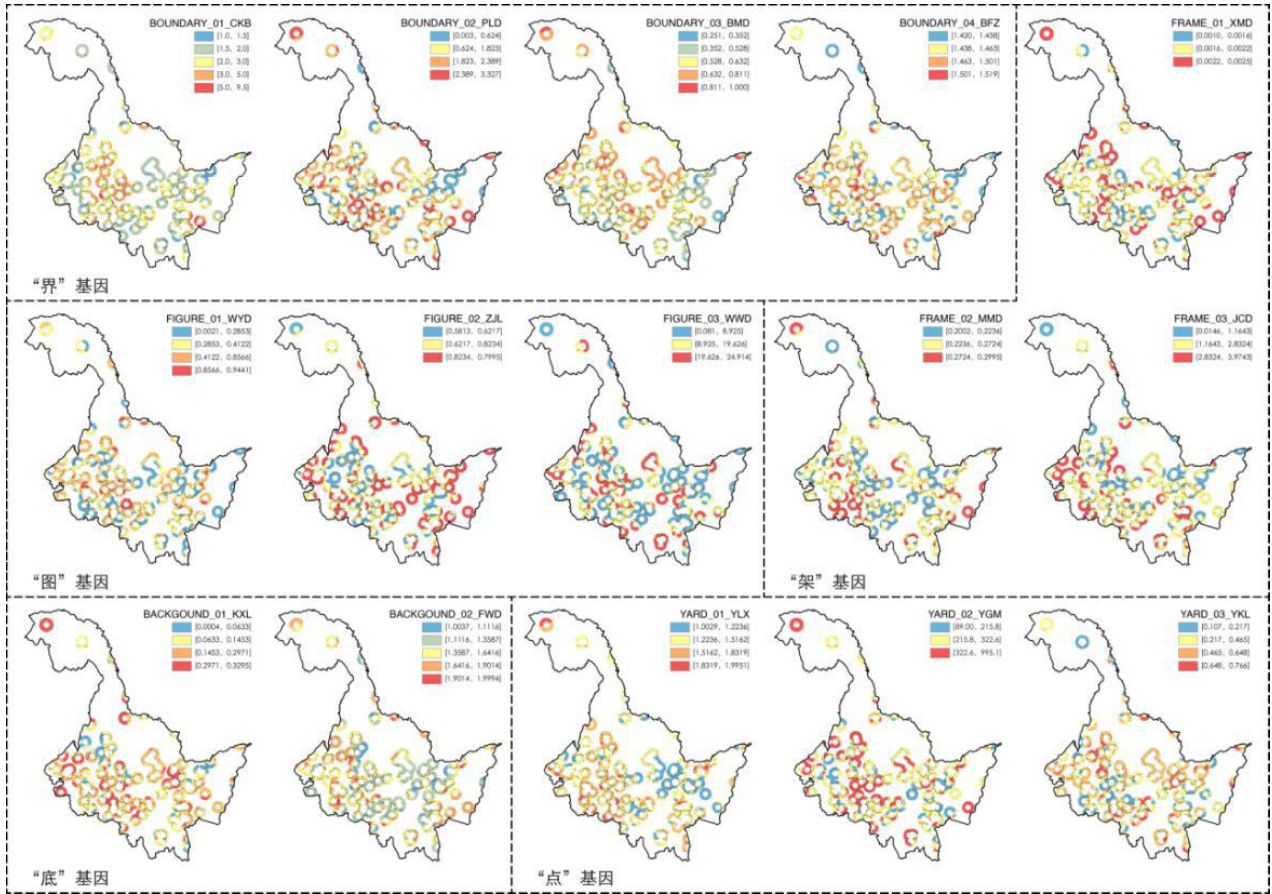 BOUNDARY_01_CKB
[1.0, 1.5]
[1.5, 2.0]
[2.0, 3.0]
[3.0, 5.0]
[5.0, 9.5]
BOUNDARY_02_PLD
[0.003, 0.624]
[0.624, 1.823]
[1.823, 2.389]
[2.389, 3.327]
BOUNDARY_03_BMD
[0.251, 0.352]
[0.352, 0.528]
[0.528, 0.632]
[0.632, 0.811]
[0.811, 1.000]
BOUNDARY_04_BFZ
[1.420, 1.438]
[1.438, 1.463]
[1.463, 1.501]
[1.501, 1.519]
“界”基因
FRAME_01_XMD
[0.0010, 0.0016]
[0.0016, 0.0022]
[0.0022, 0.0025]
FIGURE_01_WYD
[0.0021, 0.2853]
[0.2853, 0.4122]
[0.4122, 0.8566]
[0.8566, 0.9441]
FIGURE_02_ZJL
[0.5813, 0.6217]
[0.6217, 0.8234]
[0.8234, 0.7995]
FIGURE_03_WWD
[0.081, 8.925]
[8.925, 19.626]
[19.626, 24.914]
“图”基因
FRAME_02_MMD
[0.2002, 0.2236]
[0.2236, 0.2724]
[0.2724, 0.2995]
FRAME_03_JCD
[0.0146, 1.1643]
[1.1643, 2.8324]
[2.8324, 3.9743]
“架”基因
BACKGOUND_01_KXL
[0.0004, 0.0633]
[0.0633, 0.1453]
[0.1453, 0.2971]
[0.2971, 0.3295]
BACKGOUND_02_FWD
[1.0037, 1.1116]
[1.1116, 1.3587]
[1.3587, 1.6416]
[1.6416, 1.9014]
[1.9014, 1.9994]
“底”基因
YARD_01_YLX
[1.0029, 1.2236]
[1.2236, 1.5162]
[1.5162, 1.8319]
[1.8319, 1.9951]
YARD_02_YGM
[89.00, 215.8]
[215.8, 322.6]
[322.6, 995.1]
YARD_03_YKL
[0.107, 0.217]
[0.217, 0.465]
[0.465, 0.648]
[0.648, 0.766]
“点”基因